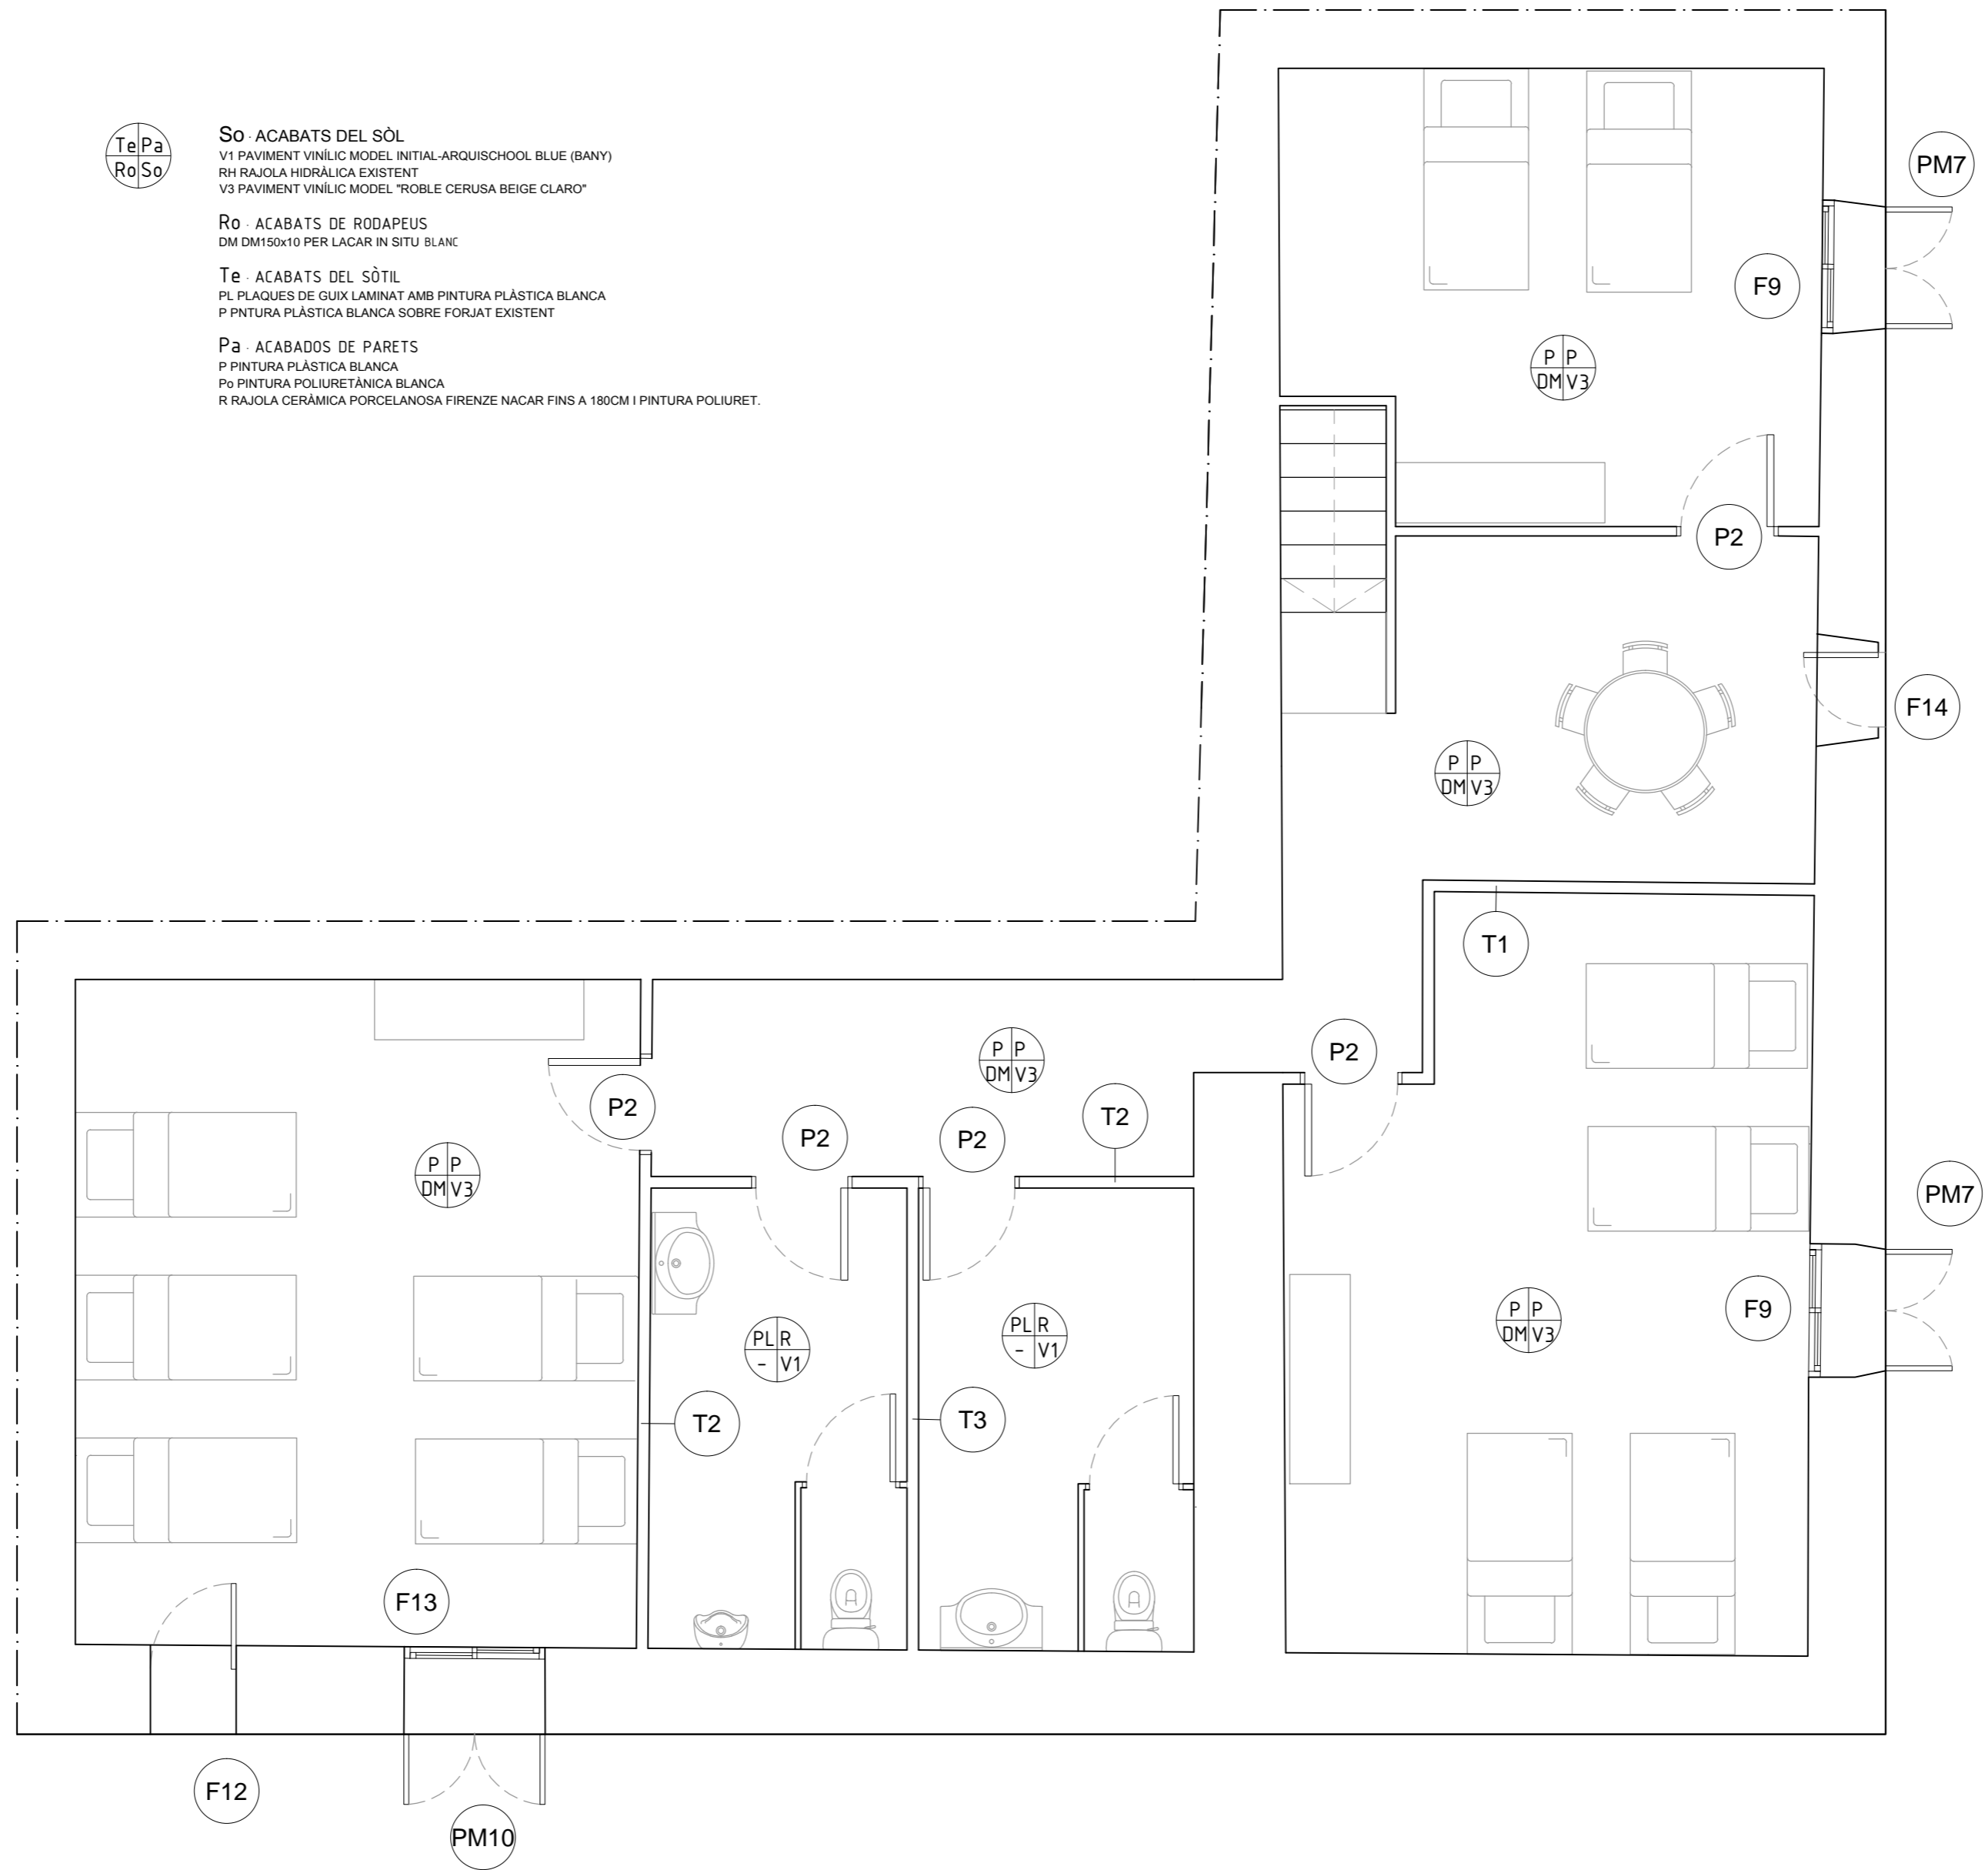 Te Pa
Ro So
So · ACABATS DEL SÒL
V1 PAVIMENT VINÍLIC MODEL INITIAL-ARQUISCHOOL BLUE (BANY)
RH RAJOLA HIDRÀLICA EXISTENT
V3 PAVIMENT VINÍLIC MODEL "ROBLE CERUSA BEIGE CLARO"
Ro · ACABATS DE RODAPEUS
DM DM150x10 PER LACAR IN SITU BLANC
Te · ACABATS DEL SÒTIL
PL PLAQUES DE GUIX LAMINAT AMB PINTURA PLÀSTICA BLANCA
P PNTURA PLÀSTICA BLANCA SOBRE FORJAT EXISTENT
Pa · ACABADOS DE PARETS
P PINTURA PLÀSTICA BLANCA
Po PINTURA POLIURETÀNICA BLANCA
R RAJOLA CERÀMICA PORCELANOSA FIRENZE NACAR FINS A 180CM I PINTURA POLIURET.
PM7
F9
P P
DM V3
P2
F14
P P
DM V3
T1
P P
DM V3
P2
P2
T2
P2
P2
P P
DM V3
PM7
F9
P P
DM V3
PL R
- V1
PL R
- V1
T2
T3
F13
F12
PM10